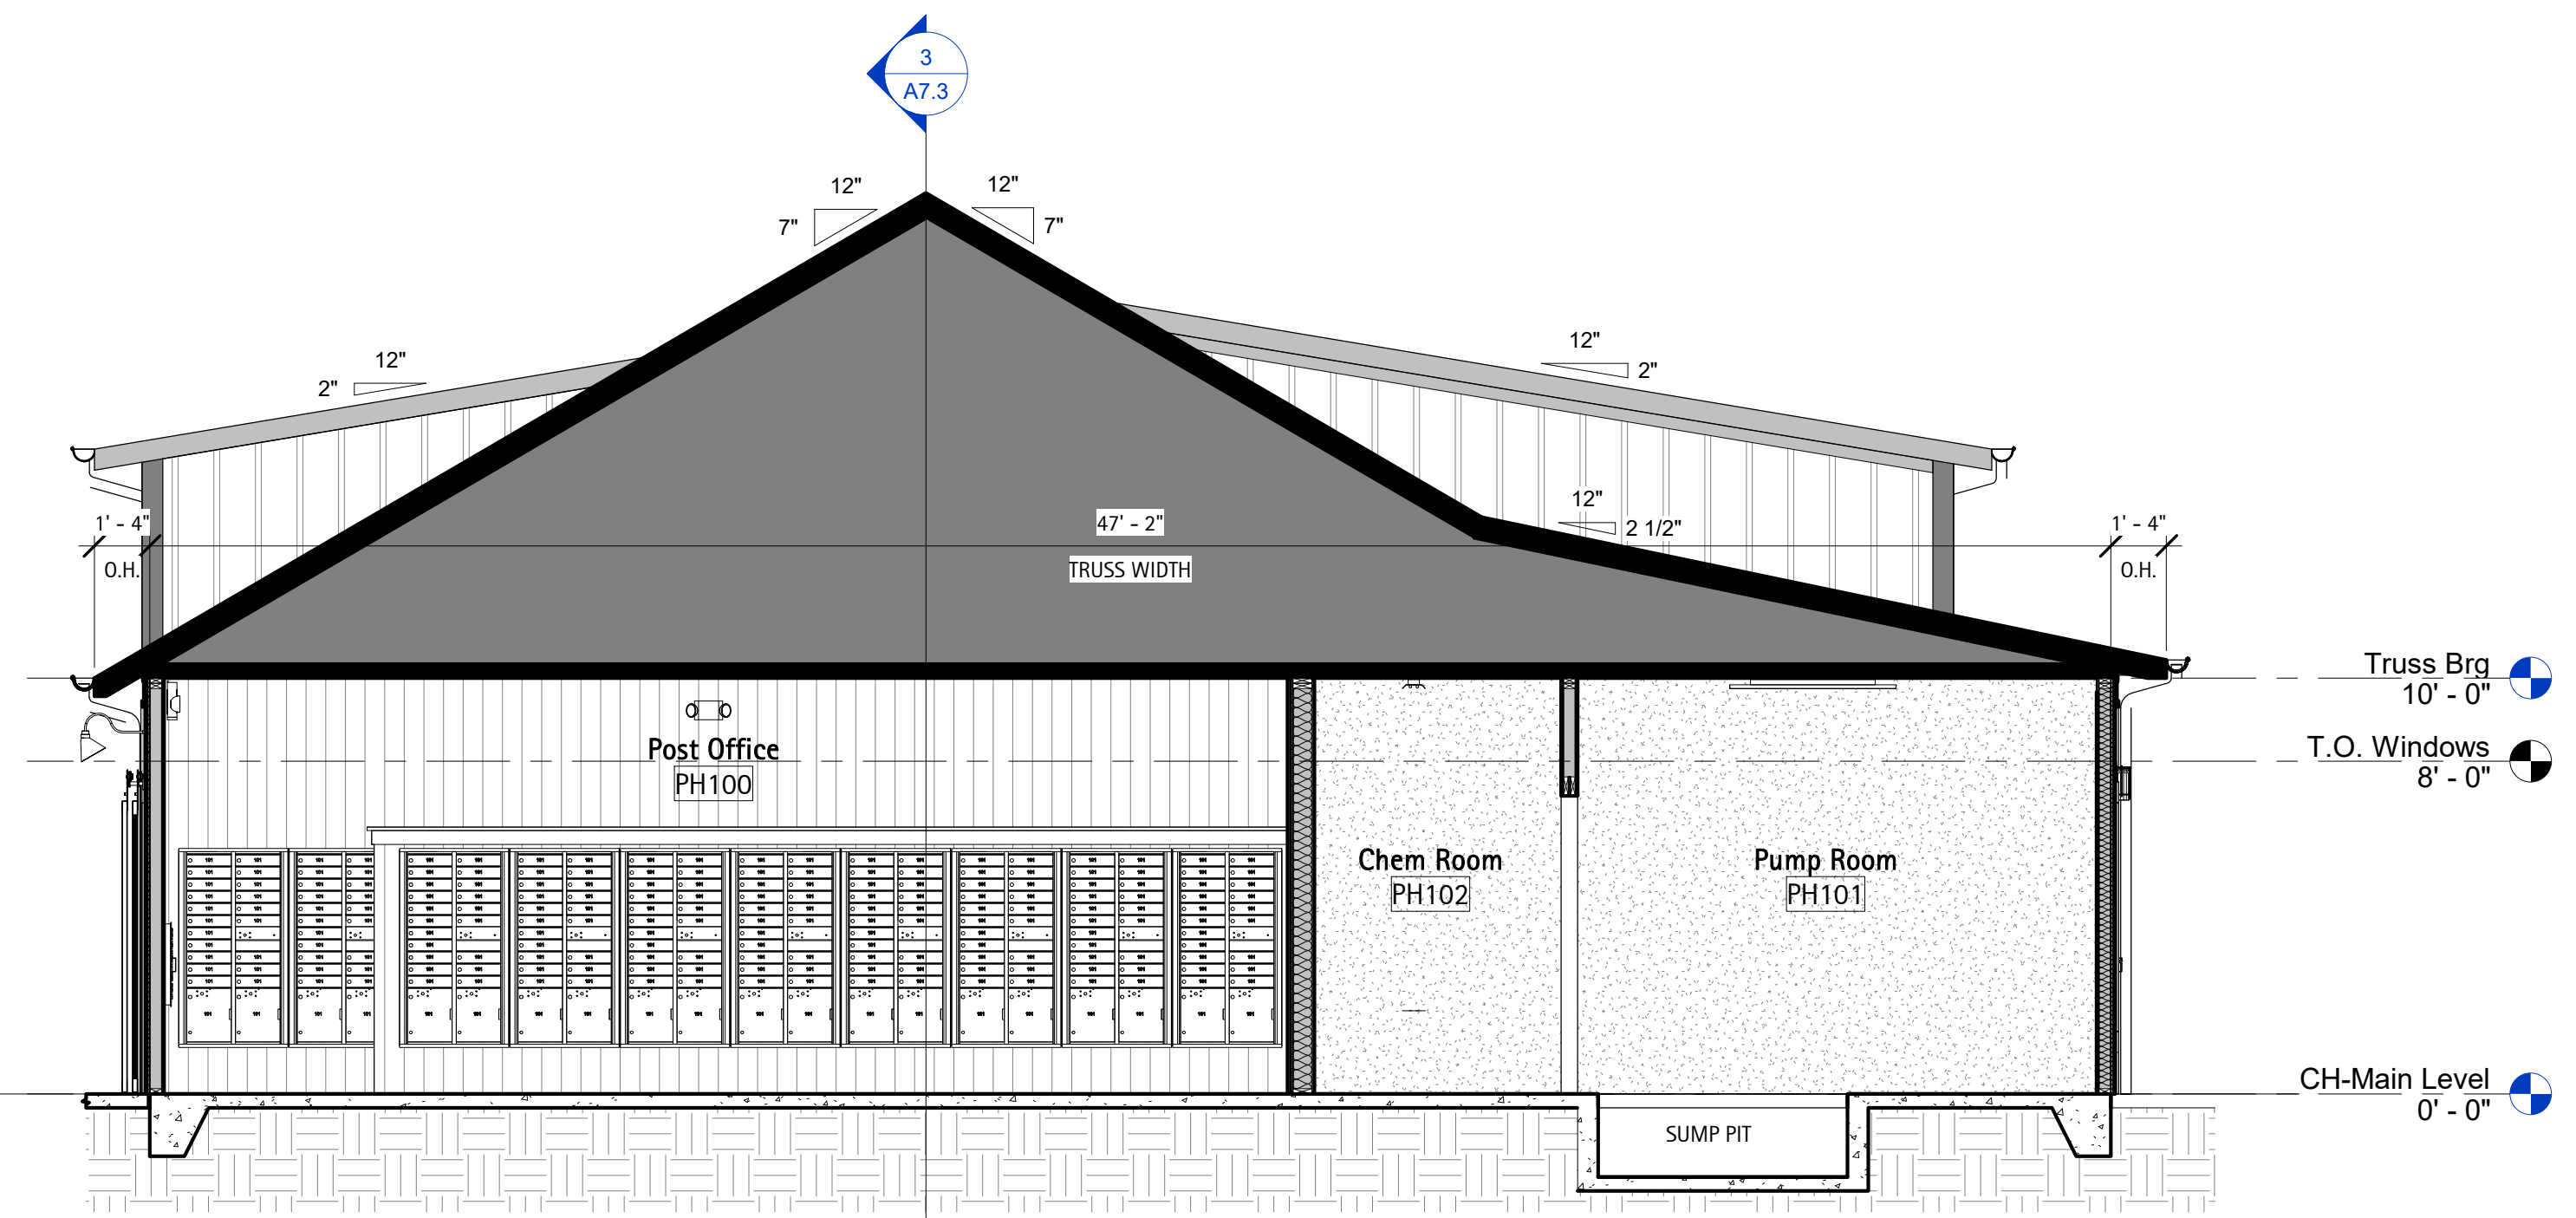 3
A7.3
12"
12"
7"
7"
12"
2"
12"
2"
12"
2 1/2"
1' - 4"
O.H.
47' - 2"
TRUSS WIDTH
1' - 4"
O.H.
Truss Brg
10' - 0"
T.O. Windows
8' - 0"
Post Office
PH100
Chem Room
PH102
Pump Room
PH101
CH-Main Level
0' - 0"
SUMP PIT